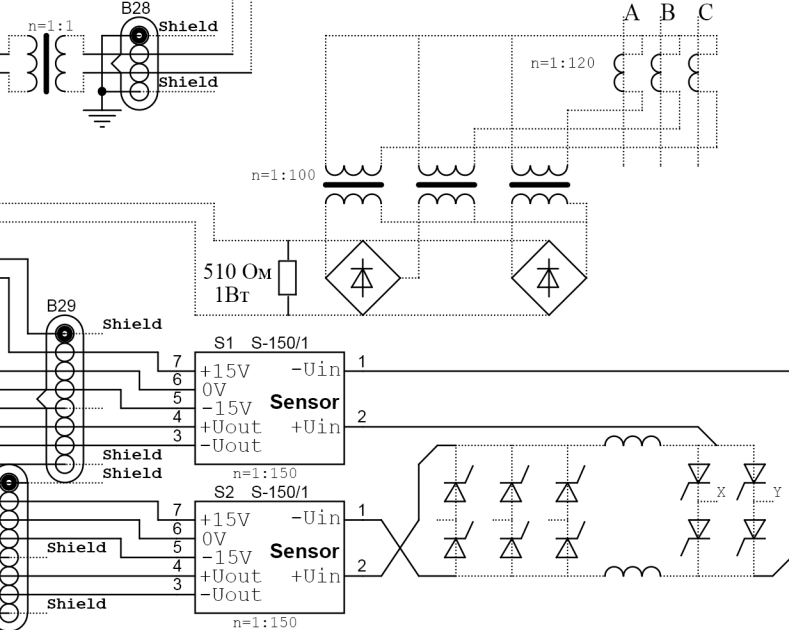 B28
Shield
n=1:1
Shield
A B C
n=1:120
n=1:100
510 Ом
1Вт
B29
Shield
S1 S-150/1
7 +15V -Uin 1
6 0V
5 -15V Sensor
4 +Uout +Uin 2
3 -Uout
n=1:150
Shield
Shield
S2 S-150/1
7 +15V -Uin 1
6 0V
5 -15V Sensor
4 +Uout +Uin 2
3 -Uout
n=1:150
Shield
Shield
X Y